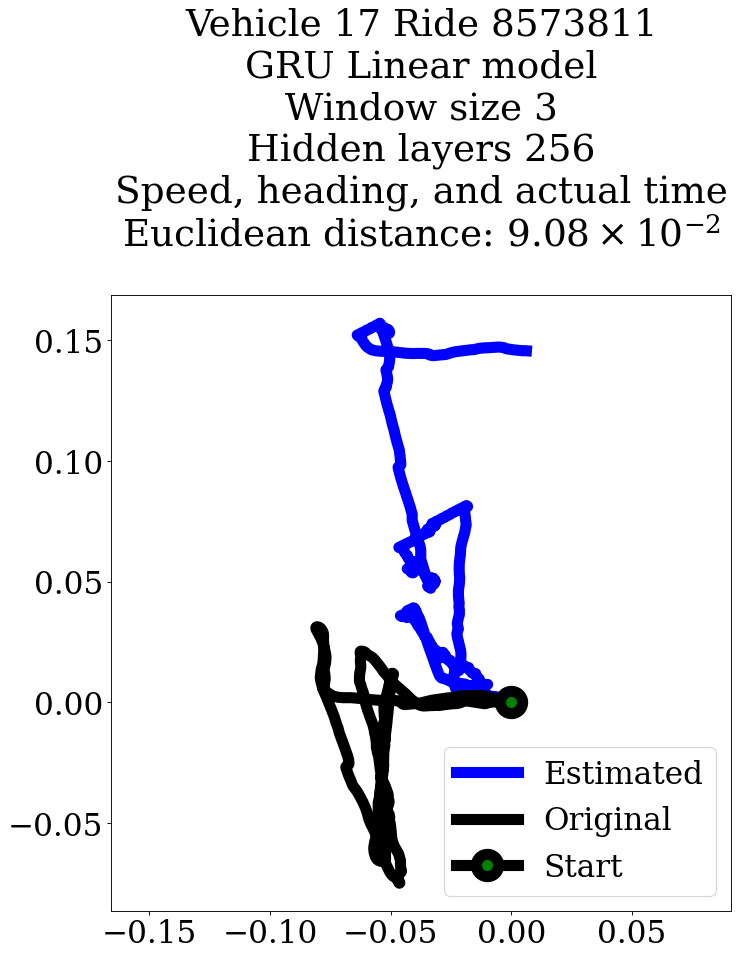 Vehicle 17 Ride 8573811
GRU Linear model
Window size 3
Hidden layers 256
Speed, heading, and actual time
Euclidean distance: 9.08 × 10⁻²
0.15
0.10
0.05
0.00
−0.05
Estimated
Original
Start
−0.15 −0.10 −0.05 0.00 0.05